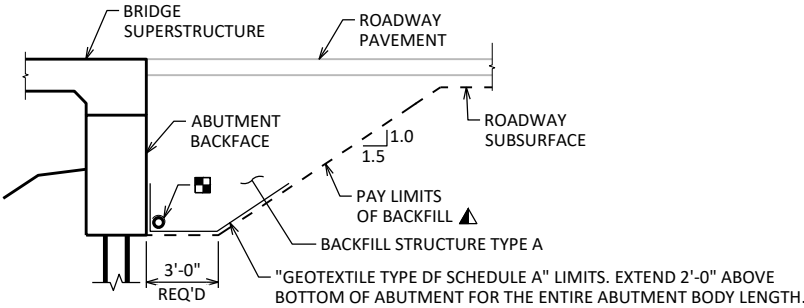 BRIDGE
SUPERSTRUCTURE
ROADWAY
PAVEMENT
ABUTMENT
BACKFACE
ROADWAY
SUBSURFACE
1.0
1.5
PAY LIMITS
OF BACKFILL
BACKFILL STRUCTURE TYPE A
3'-0"
REQ'D
"GEOTEXTILE TYPE DF SCHEDULE A" LIMITS. EXTEND 2'-0" ABOVE
BOTTOM OF ABUTMENT FOR THE ENTIRE ABUTMENT BODY LENGTH.